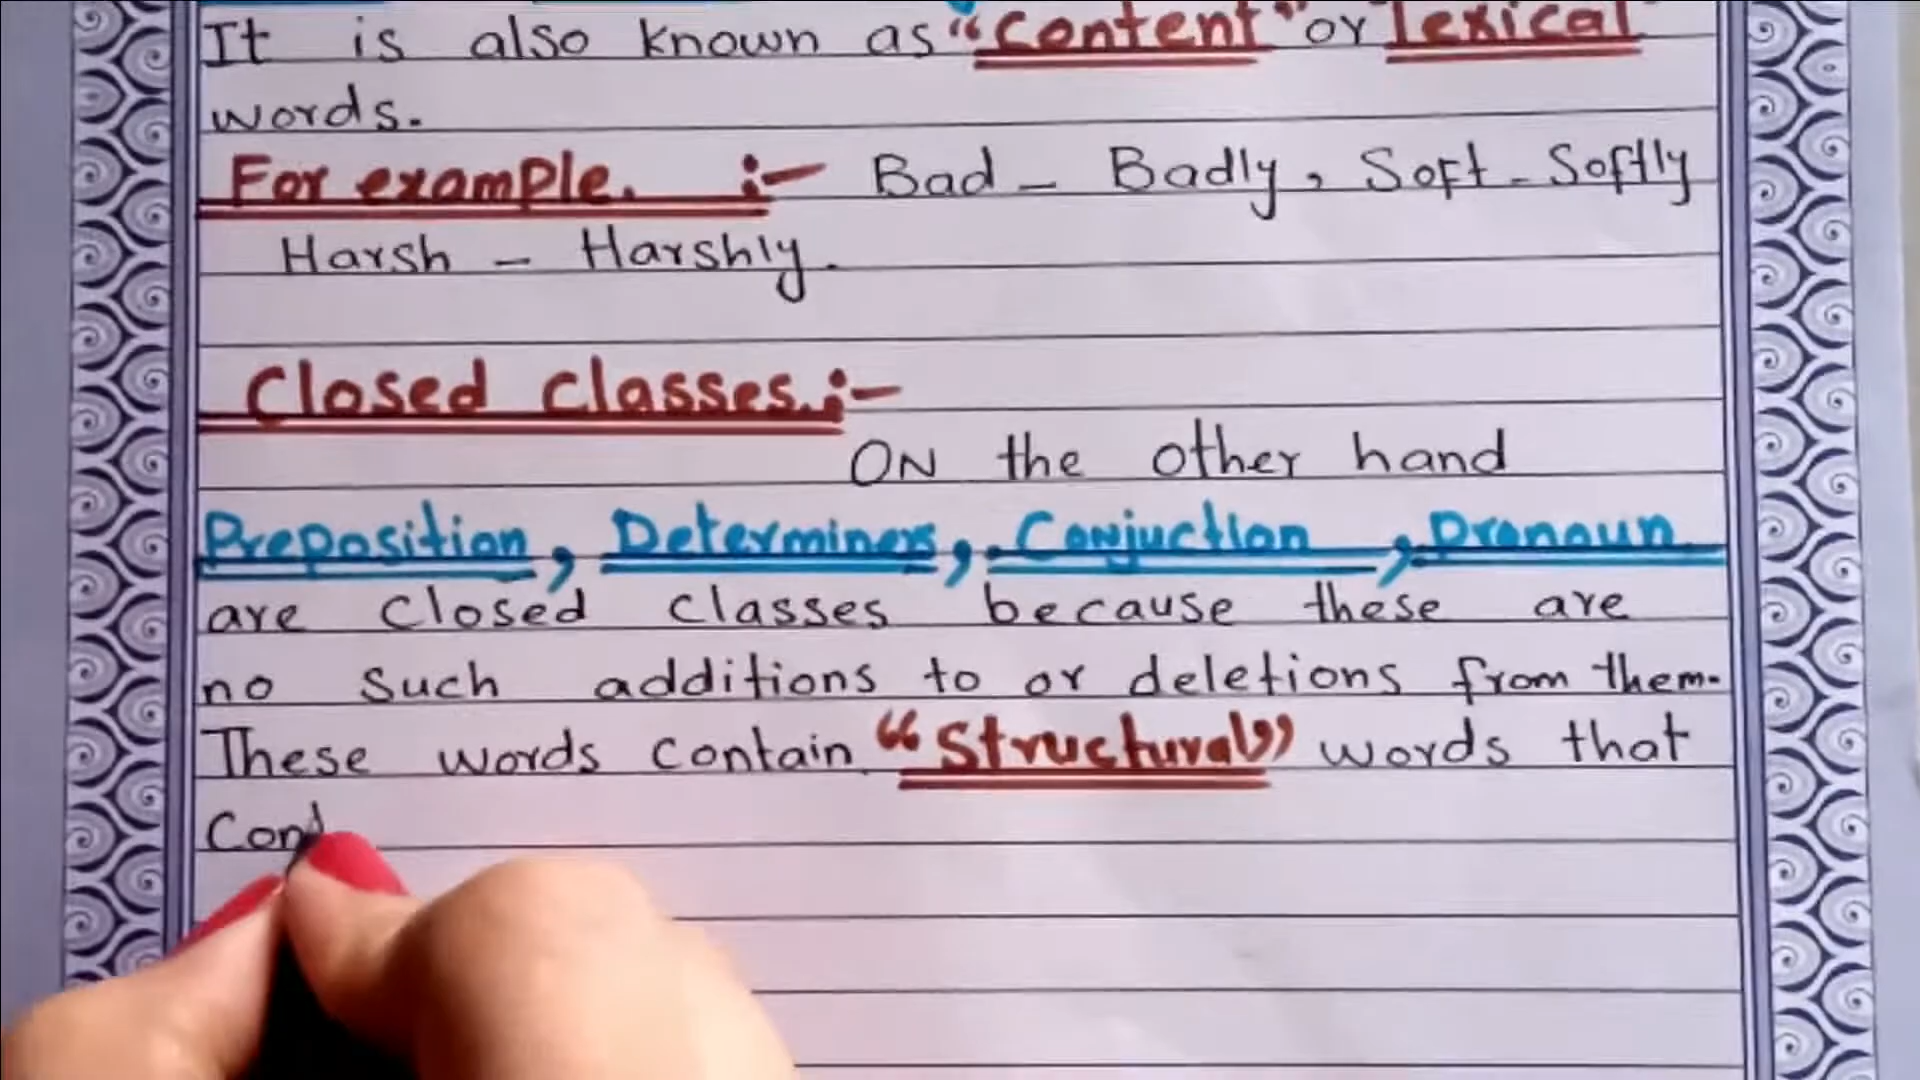 It is also known as “Content” or lexical
words.
For example. :- Bad - Badly, Soft - Softly
Harsh - Harshly.
Closed Classes.:-
ON the other hand
Preposition, Determiners, Conjuction, Pronoun
are closed classes because these are
no such additions to or deletions from them.
These words contain “Structural” words that